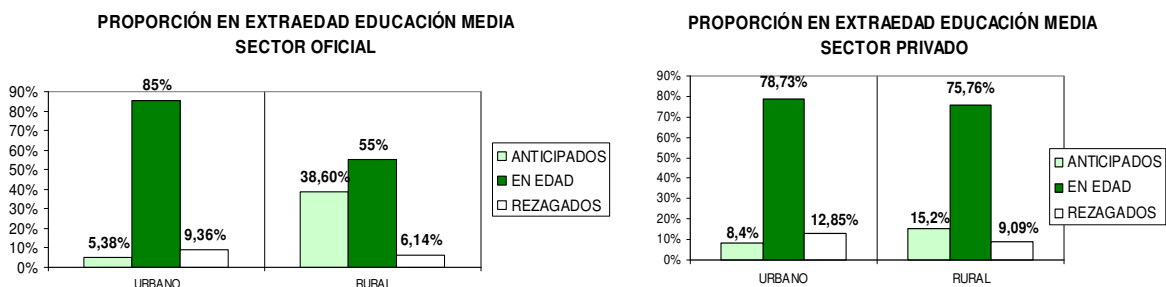 PROPORCIÓN EN EXTRAEDAD EDUCACIÓN MEDIA
SECTOR OFICIAL
85%
90%
80%
70%
60%
50%
40%
30%
20%
10%
0%
5,38%
9,36%
38,60%
55%
6,14%
URBANO
RURAL
ANTICIPADOS
EN EDAD
REZAGADOS
PROPORCIÓN EN EXTRAEDAD EDUCACIÓN MEDIA
SECTOR PRIVADO
90%
80%
70%
60%
50%
40%
30%
20%
10%
0%
78,73%
75,76%
8,4%
12,85%
15,2%
9,09%
URBANO
RURAL
ANTICIPADOS
EN EDAD
REZAGADOS